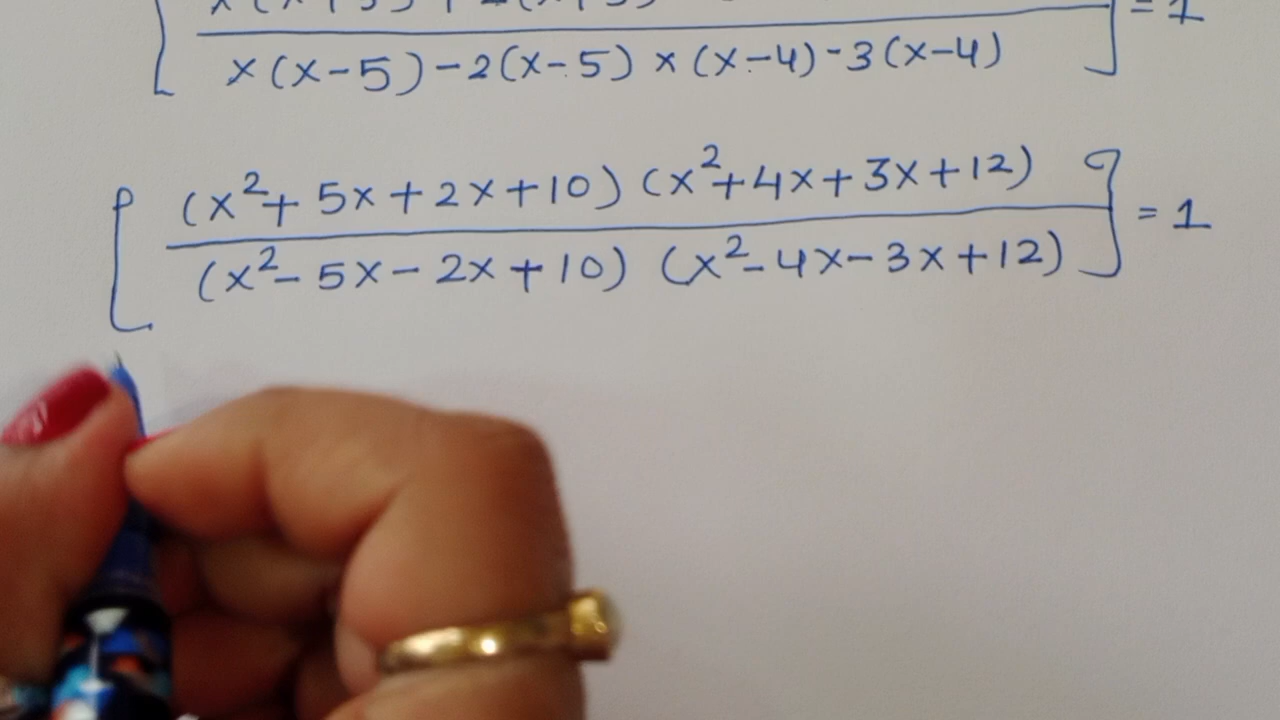 = 1
x(x-5)-2(x-5) x(x-4)-3(x-4)
(x²+5x+2x+10)(x²+4x+3x+12)
= 1
(x²-5x-2x+10) (x²-4x-3x+12)